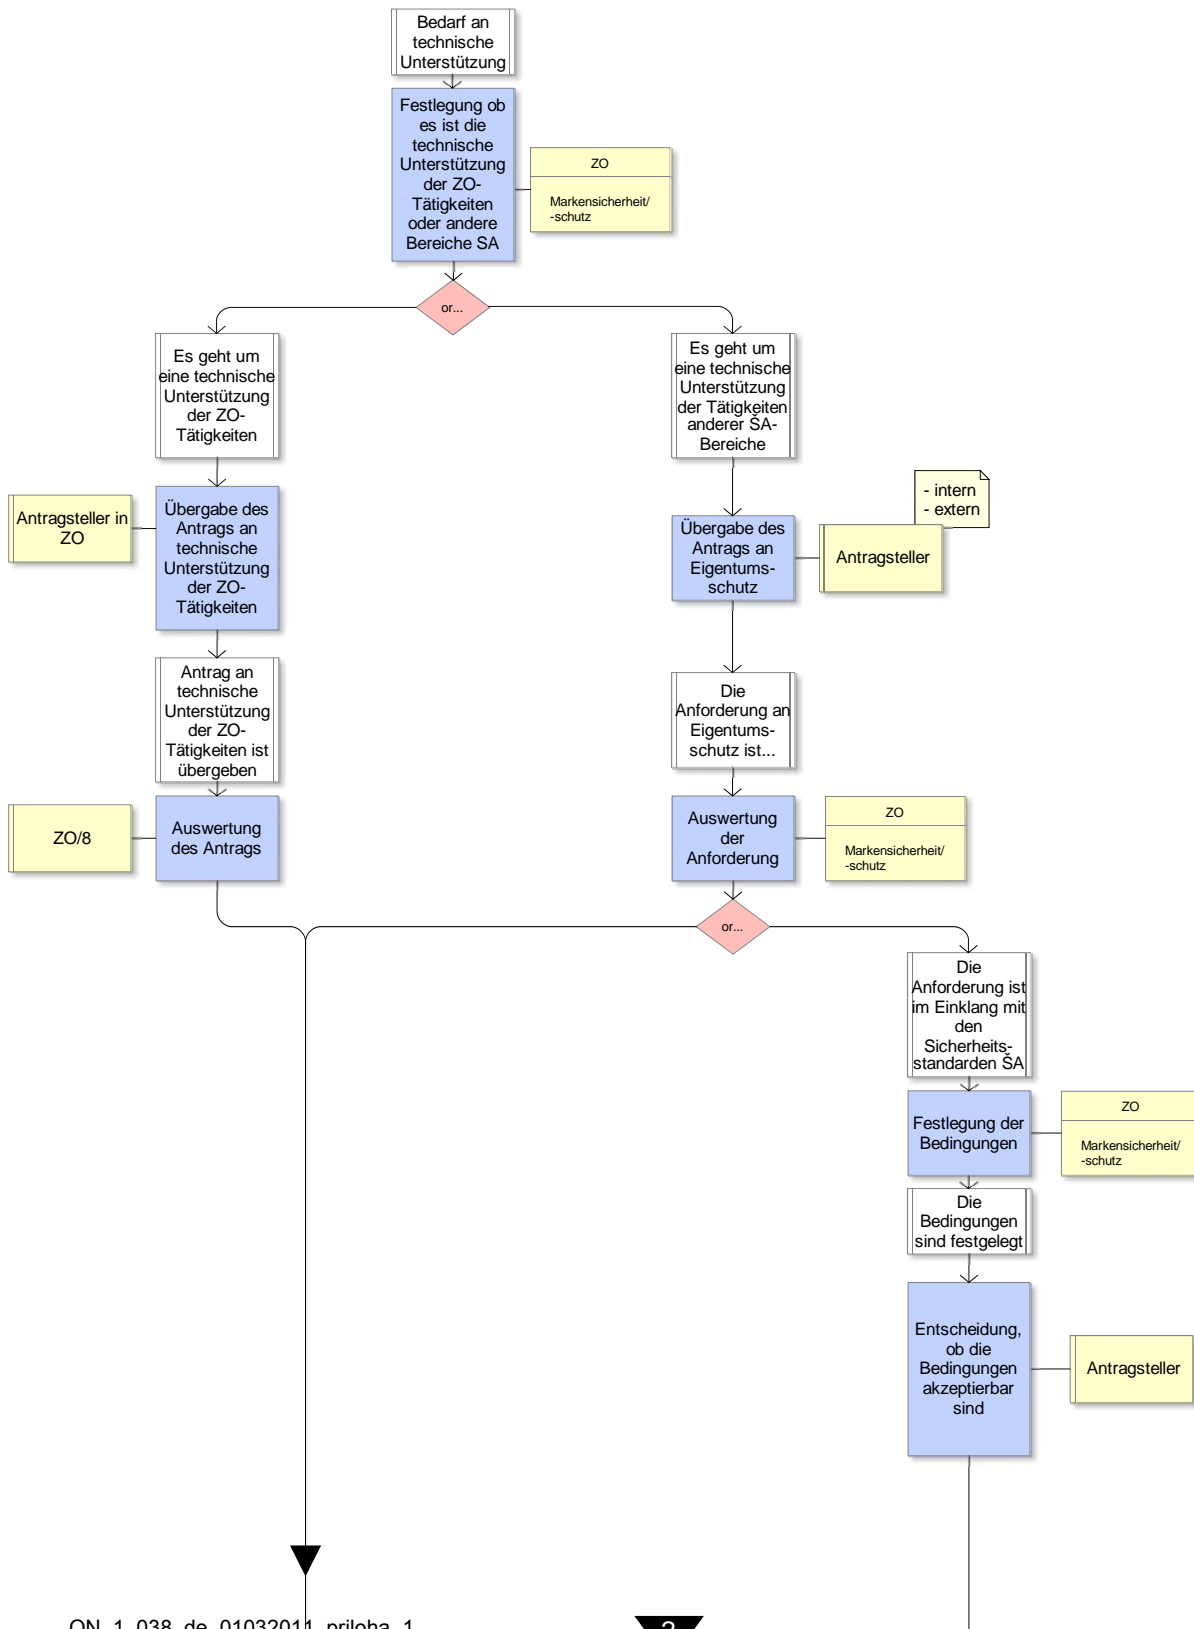 Bedarf an
technische
Unterstützung
Festlegung ob
es ist die
technische
Unterstützung
der ZO-
Tätigkeiten
oder andere
Bereiche SA
ZO
Markensicherheit/
-schutz
or...
Es geht um
eine technische
Unterstützung
der ZO-
Tätigkeiten
Es geht um
eine technische
Unterstützung
der Tätigkeiten
anderer ŠA-
Bereiche
Antragsteller in
ZO
Übergabe des
Antrags an
technische
Unterstützung
der ZO-
Tätigkeiten
- intern
- extern
Übergabe des
Antrags an
Eigentums-
schutz
Antragsteller
Antrag an
technische
Unterstützung
der ZO-
Tätigkeiten ist
übergeben
Die
Anforderung an
Eigentums-
schutz ist...
ZO/8
Auswertung
des Antrags
Auswertung
der
Anforderung
ZO
Markensicherheit/
-schutz
or...
Die
Anforderung ist
im Einklang mit
den
Sicherheits-
standarden ŠA
Festlegung der
Bedingungen
ZO
Markensicherheit/
-schutz
Die
Bedingungen
sind festgelegt
Entscheidung,
ob die
Bedingungen
akzeptierbar
sind
Antragsteller
ON_1_038_de_01032011_priloha_1
2